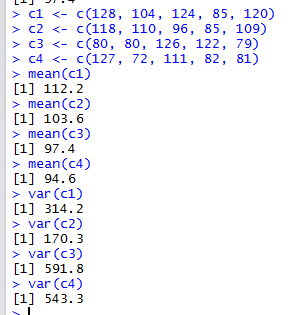 > c1 <- c(128, 104, 124, 85, 120)
> c2 <- c(118, 110, 96, 85, 109)
> c3 <- c(80, 80, 126, 122, 79)
> c4 <- c(127, 72, 111, 82, 81)
> mean(c1)
[1] 112.2
> mean(c2)
[1] 103.6
> mean(c3)
[1] 97.4
> mean(c4)
[1] 94.6
> var(c1)
[1] 314.2
> var(c2)
[1] 170.3
> var(c3)
[1] 591.8
> var(c4)
[1] 543.3
>